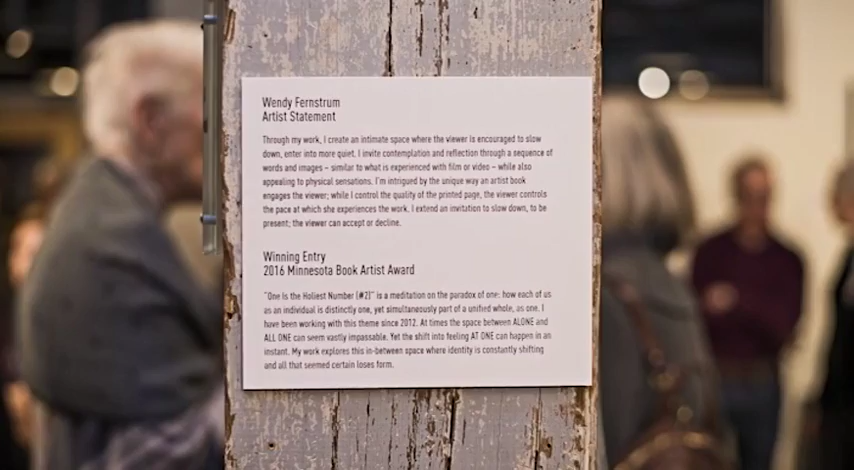 Wendy Fernstrum
Artist Statement
Through my work, I create an intimate space where the viewer is encouraged to slow
down, enter into more quiet. I invite contemplation and reflection through a sequence of
words and images – similar to what is experienced with film or video – while also
appealing to physical sensations. I'm intrigued by the unique way an artist book
engages the viewer; while I control the quality of the printed page, the viewer controls
the pace at which she experiences the work. I extend an invitation to slow down, to be
present; the viewer can accept or decline.
Winning Entry
2016 Minnesota Book Artist Award
"One Is the Holiest Number (#2)" is a meditation on the paradox of one: how each of us
as an individual is distinctly one, yet simultaneously part of a unified whole, as one. I
have been working with this theme since 2012. At times the space between ALONE and
ALL ONE can seem vastly impassable. Yet the shift into feeling AT ONE can happen in an
instant. My work explores this in-between space where identity is constantly shifting
and all that seemed certain loses form.